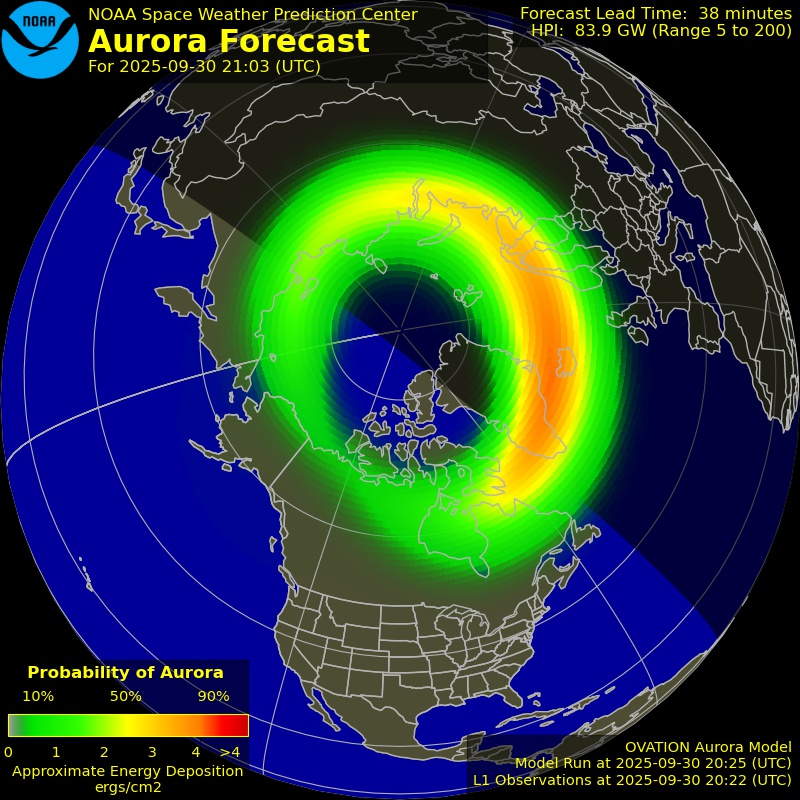 NOAA
NOAA Space Weather Prediction Center
Aurora Forecast
For 2025-09-30 21:03 (UTC)
Forecast Lead Time: 38 minutes
HPI: 83.9 GW (Range 5 to 200)
Probability of Aurora
10% 50% 90%
0 1 2 3 4 >4
Approximate Energy Deposition
ergs/cm2
OVATION Aurora Model
Model Run at 2025-09-30 20:25 (UTC)
L1 Observations at 2025-09-30 20:22 (UTC)